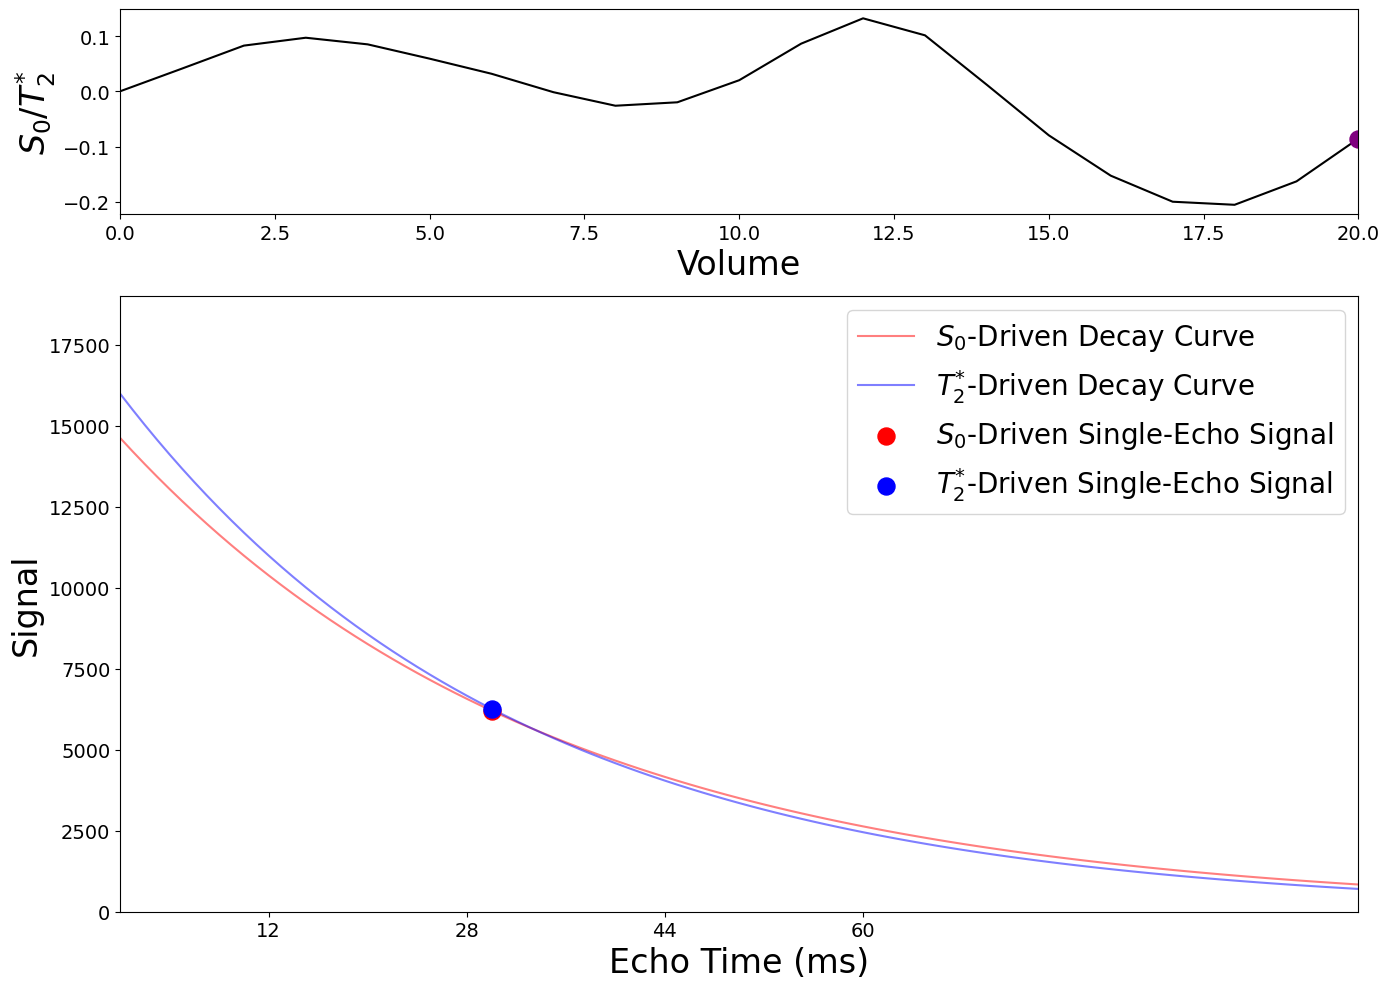 S₀/T₂*
0.1
0.0
−0.1
−0.2
0.0 2.5 5.0 7.5 10.0 12.5 15.0 17.5 20.0
Volume
Signal
17500
15000
12500
10000
7500
5000
2500
0
S₀-Driven Decay Curve
T₂*-Driven Decay Curve
S₀-Driven Single-Echo Signal
T₂*-Driven Single-Echo Signal
12 28 44 60
Echo Time (ms)